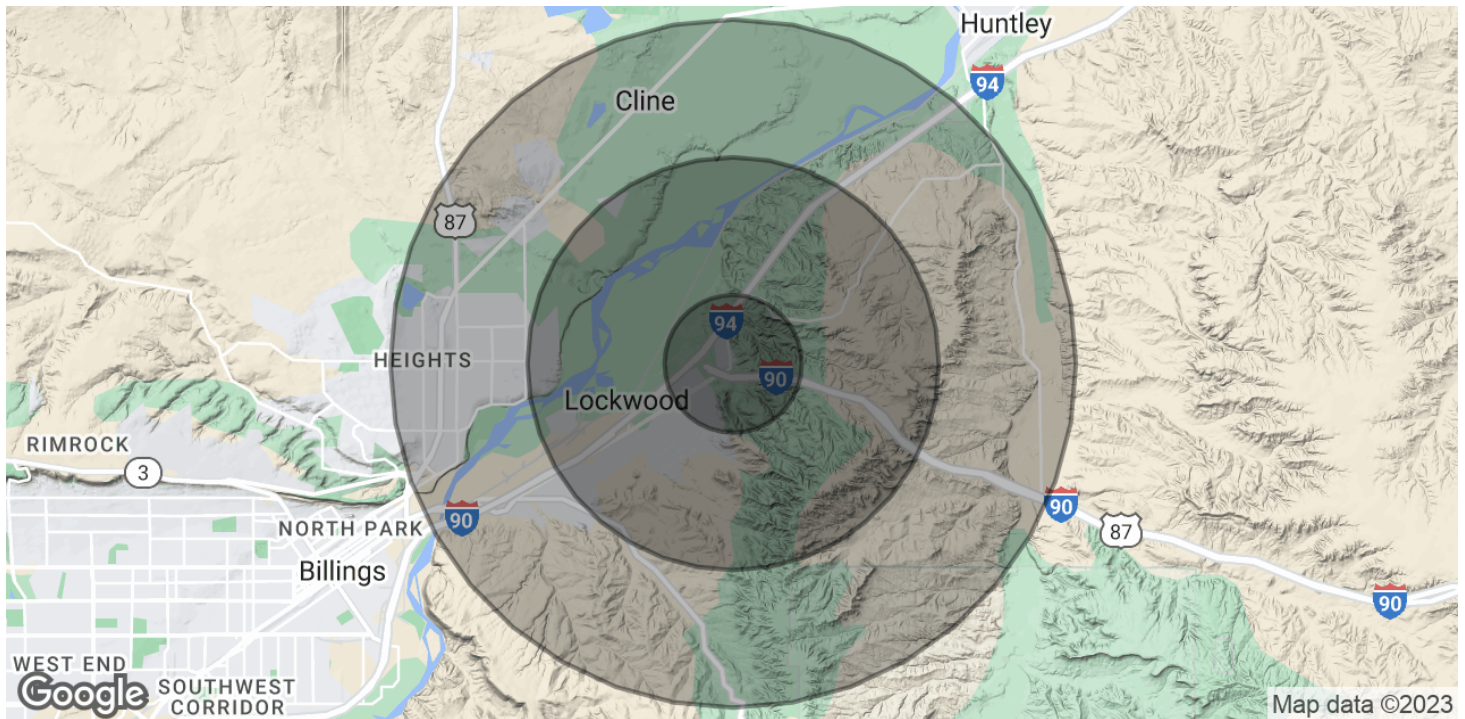 Huntley
94
Cline
87
94
HEIGHTS
90
Lockwood
RIMROCK
3
90
90
NORTH PARK
87
Billings
90
WEST END
Google
SOUTHWEST
CORRIDOR
Map data ©2023